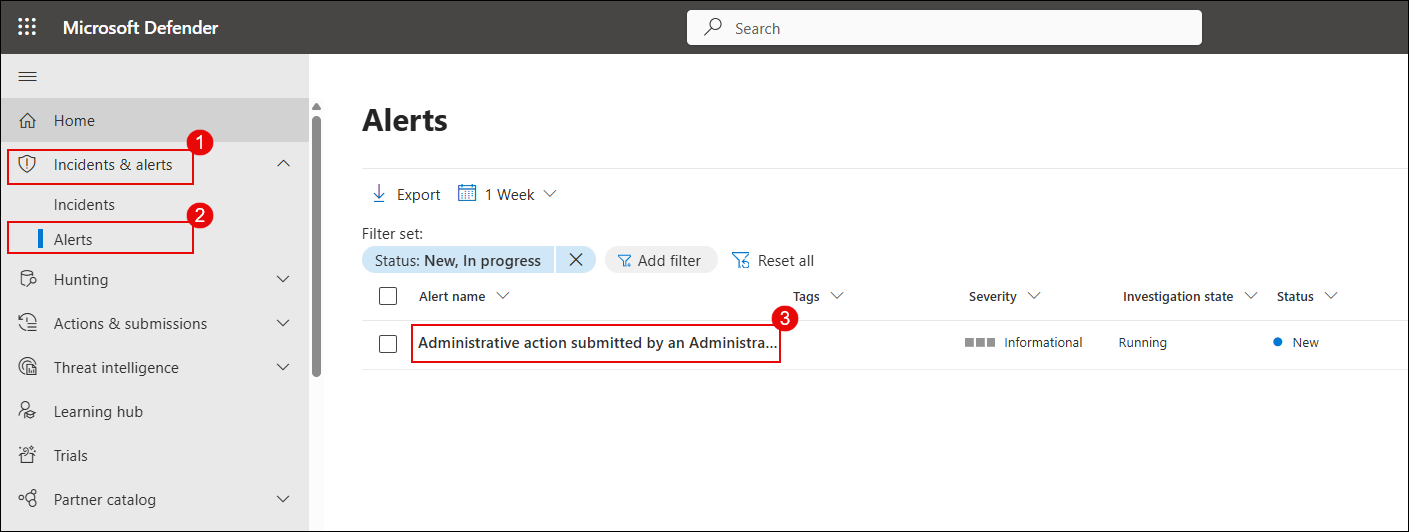 Microsoft Defender
Search
Home
1
Incidents & alerts
Incidents
2
Alerts
Hunting
Actions & submissions
Threat intelligence
Learning hub
Trials
Partner catalog
Alerts
Export 1 Week
Filter set:
Status: New, In progress Add filter Reset all
Alert name Tags Severity Investigation state Status
3
Administrative action submitted by an Administra... Informational Running New